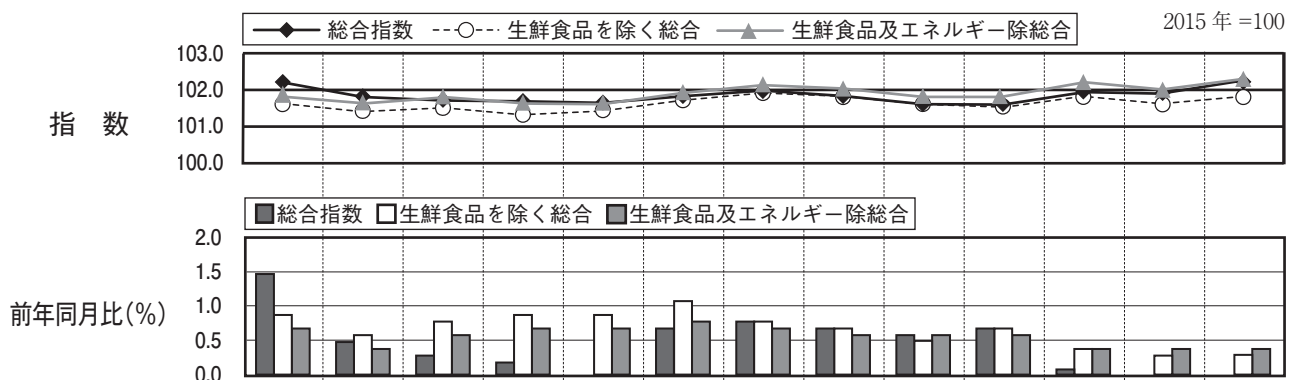 総合指数 生鮮食品を除く総合 生鮮食品及エネルギー除総合
2015 年 =100
指 数
103.0
102.0
101.0
100.0
総合指数 生鮮食品を除く総合 生鮮食品及エネルギー除総合
前年同月比(%)
2.0
1.5
1.0
0.5
0.0